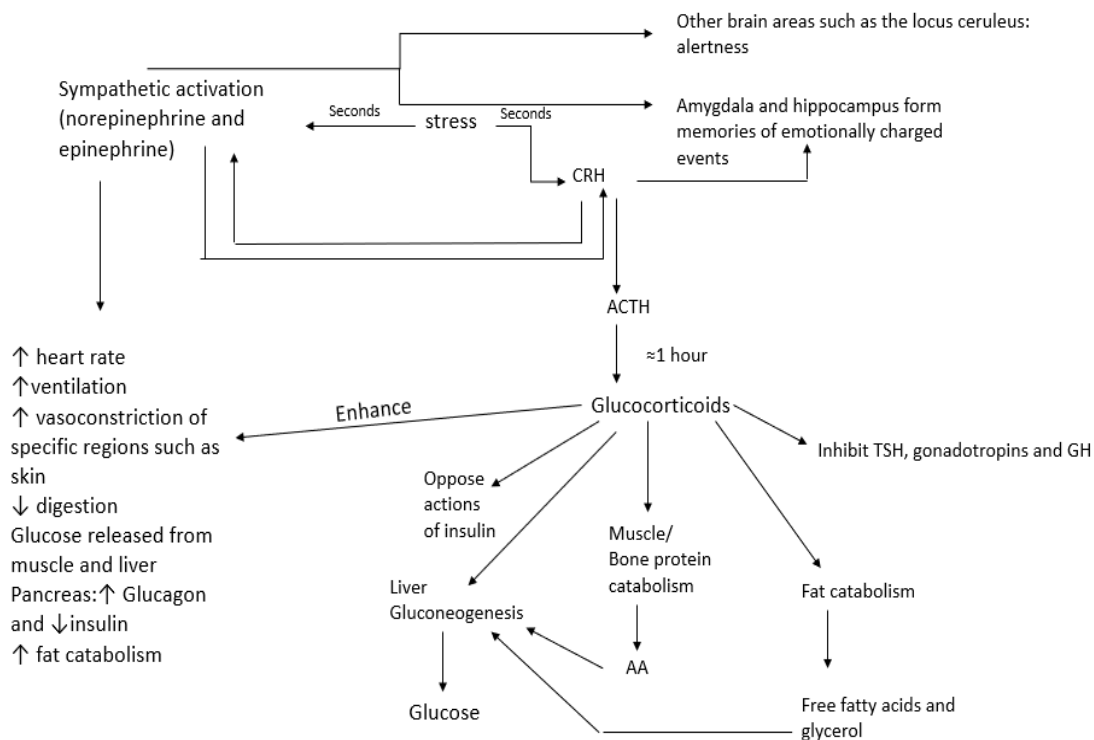 Other brain areas such as the locus ceruleus:
alertness
Sympathetic activation
(norepinephrine and
epinephrine)
Seconds
stress
Seconds
Amygdala and hippocampus form
memories of emotionally charged
events
CRH
ACTH
≈1 hour
↑ heart rate
↑ventilation
↑ vasoconstriction of
specific regions such as
skin
↓ digestion
Glucose released from
muscle and liver
Pancreas:↑ Glucagon
and ↓insulin
↑ fat catabolism
Enhance
Glucocorticoids
Inhibit TSH, gonadotropins and GH
Oppose
actions
of insulin
Muscle/
Bone protein
catabolism
Liver
Gluconeogenesis
Fat catabolism
AA
Glucose
Free fatty acids and
glycerol